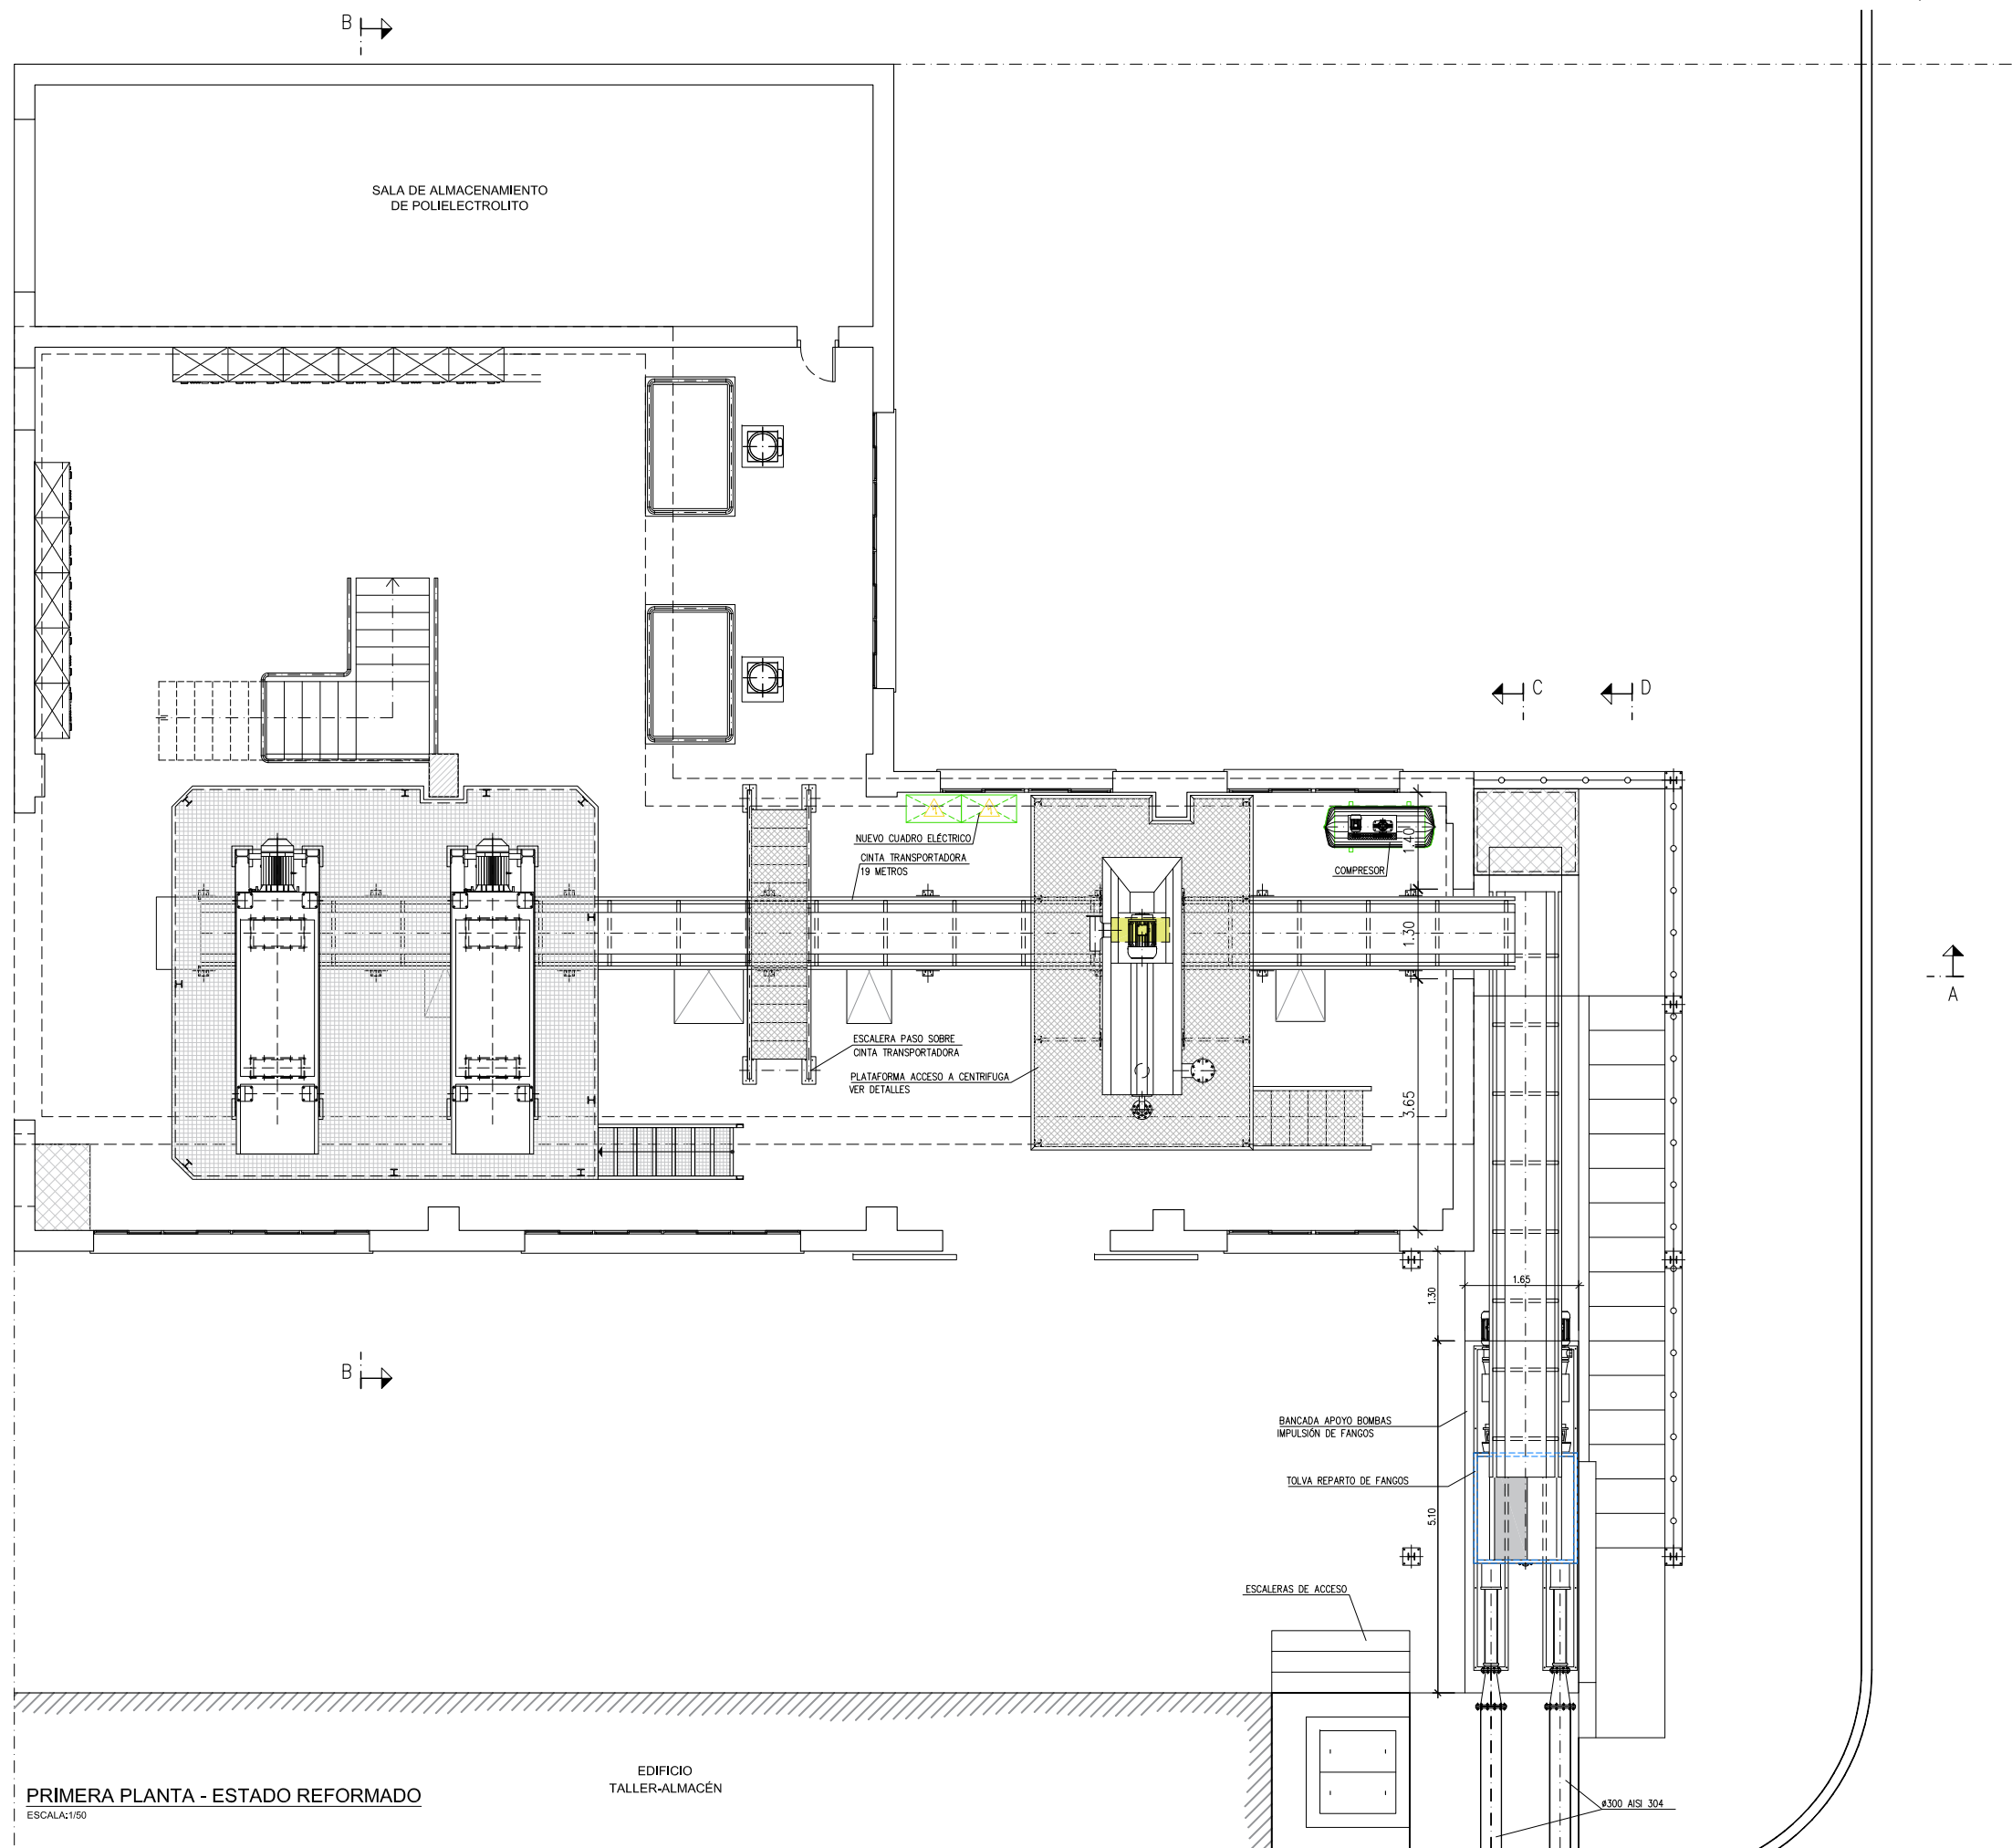 B
SALA DE ALMACENAMIENTO
DE POLIELECTROLITO
C
D
NUEVO CUADRO ELÉCTRICO
CINTA TRANSPORTADORA
19 METROS
COMPRESOR
1.40
1.30
A
ESCALERA PASO SOBRE
CINTA TRANSPORTADORA
PLATAFORMA ACCESO A CENTRIFUGA
VER DETALLES
3.65
1.65
1.30
B
BANCADA APOYO BOMBAS
IMPULSIÓN DE FANGOS
TOLVA REPARTO DE FANGOS
5.10
ESCALERAS DE ACCESO
EDIFICIO
TALLER-ALMACÉN
PRIMERA PLANTA - ESTADO REFORMADO
ESCALA:1/50
ø300 AISI 304